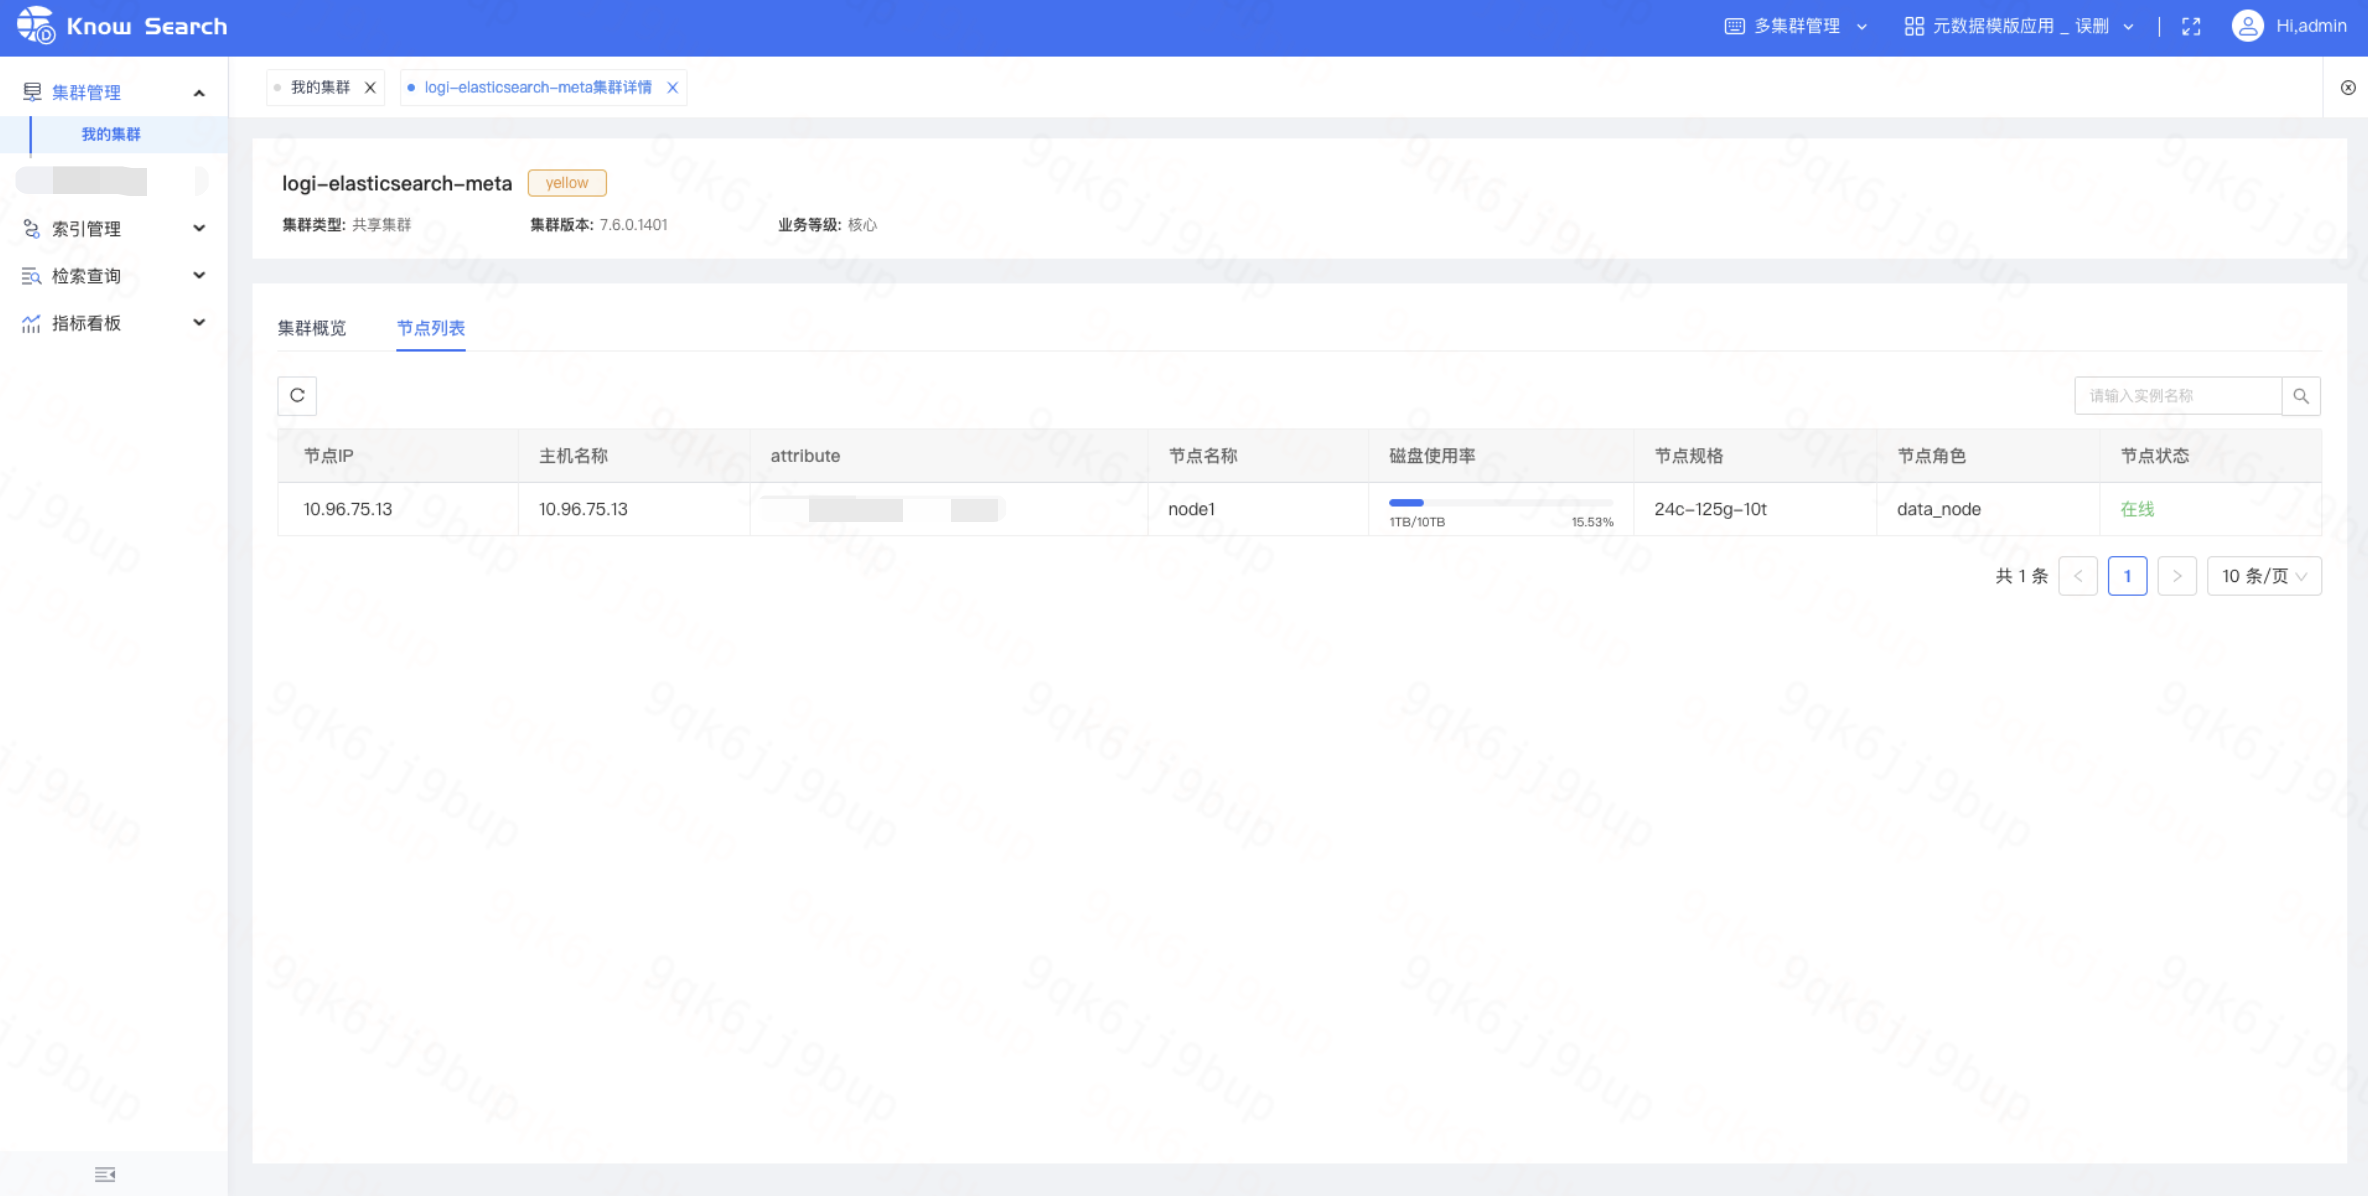 Know Search
多集群管理
元数据模版应用 _ 误删
Hi,admin
集群管理
我的集群
索引管理
检索查询
指标看板
我的集群
logi-elasticsearch-meta集群详情
logi-elasticsearch-meta
yellow
集群类型: 共享集群
集群版本: 7.6.0.1401
业务等级: 核心
集群概览
节点列表
请输入实例名称
节点IP
主机名称
attribute
节点名称
磁盘使用率
节点规格
节点角色
节点状态
10.96.75.13
10.96.75.13
node1
1TB/10TB
15.53%
24c-125g-10t
data_node
在线
共 1 条
1
10 条/页
9qk6jj9bup